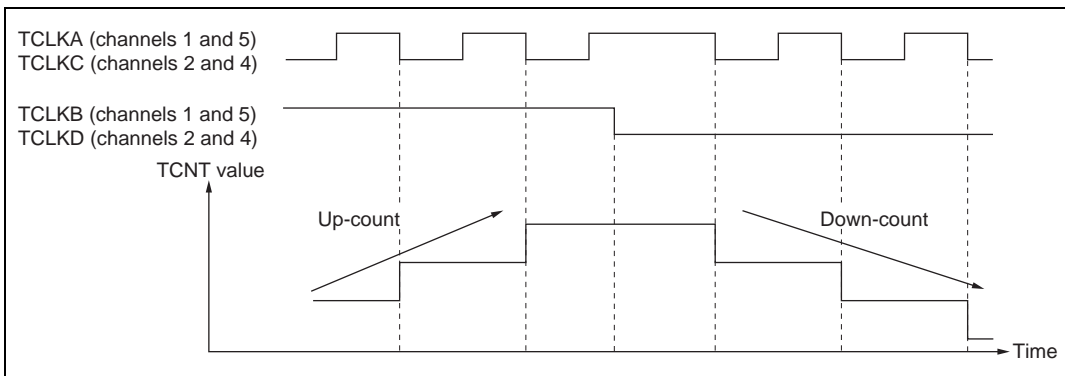 TCLKA (channels 1 and 5)
TCLKC (channels 2 and 4)
TCLKB (channels 1 and 5)
TCLKD (channels 2 and 4)
TCNT value
Up-count
Down-count
Time